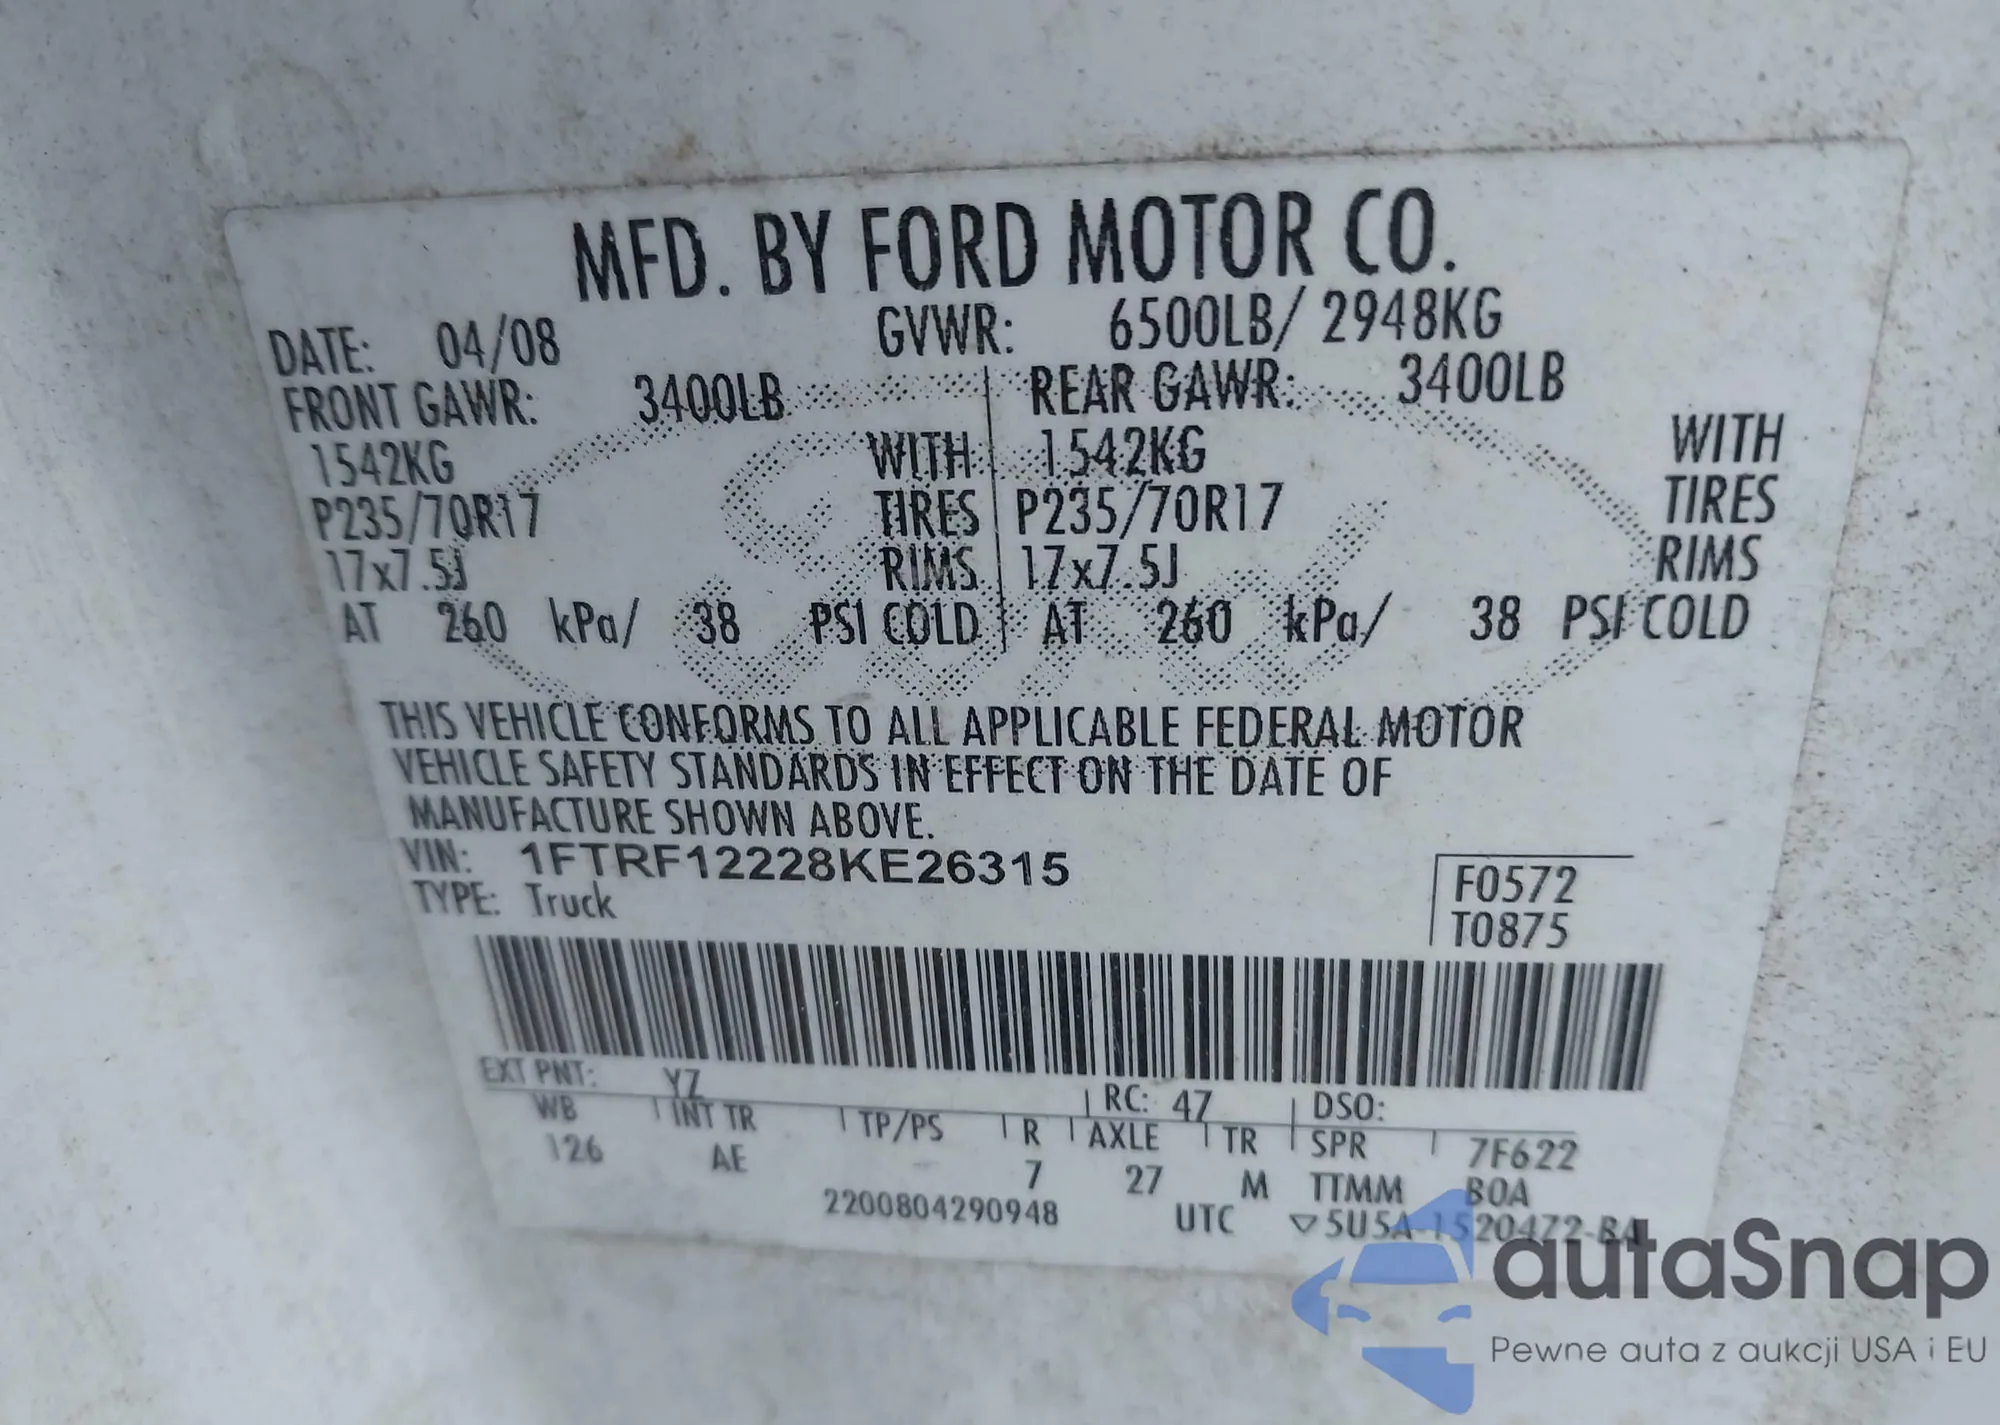 MFD. BY FORD MOTOR CO.
DATE: 04/08 GVWR: 6500LB/ 2948KG
FRONT GAWR: 3400LB REAR GAWR: 3400LB
1542KG WITH 1542KG WITH
P235/70R17 TIRES P235/70R17 TIRES
17x7.5J RIMS 17x7.5J RIMS
AT 260 kPa/ 38 PSI COLD AT 260 kPa/ 38 PSI COLD
THIS VEHICLE CONFORMS TO ALL APPLICABLE FEDERAL MOTOR
VEHICLE SAFETY STANDARDS IN EFFECT ON THE DATE OF
MANUFACTURE SHOWN ABOVE.
VIN: 1FTRF12228KE26315
TYPE: Truck
F0572
T0875
EXT PNT: YZ RC: 47 DSO:
WB INT TR TP/PS R AXLE TR SPR 7F622
126 AE 7 27 M TTMM BOA
2200804290948 UTC ▽5U5A-1520472-BA
autaSnap
Pewne auta z aukcji USA i EU